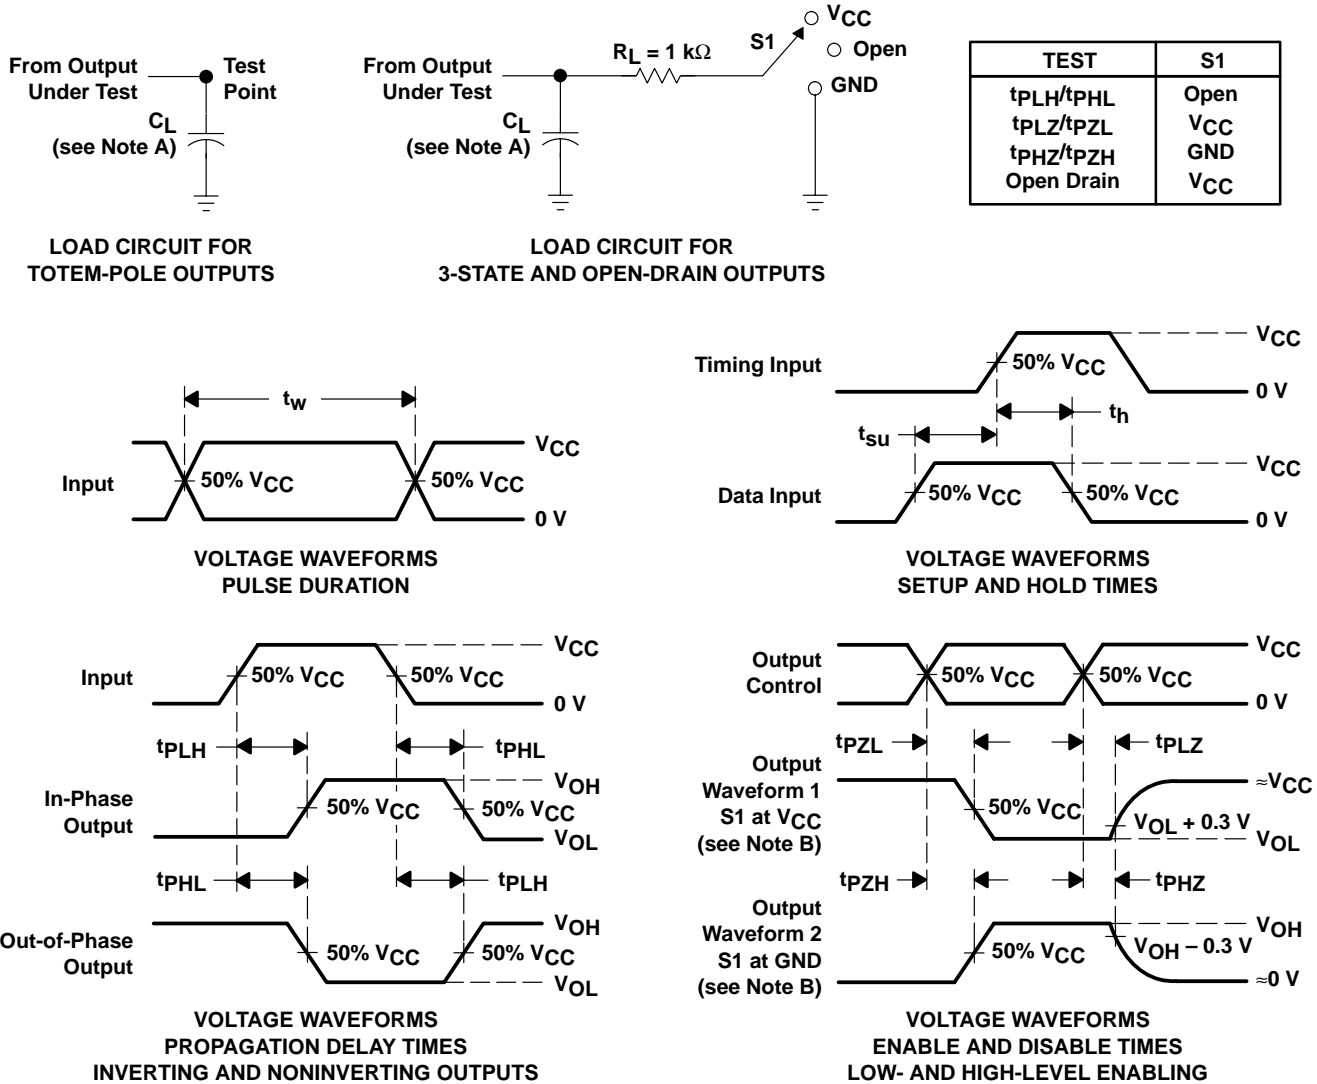 From Output
Under Test
Test
Point
CL
(see Note A)
LOAD CIRCUIT FOR
TOTEM-POLE OUTPUTS
From Output
Under Test
RL = 1 kΩ
S1
VCC
Open
GND
CL
(see Note A)
LOAD CIRCUIT FOR
3-STATE AND OPEN-DRAIN OUTPUTS
TEST S1
tPLH/tPHL Open
tPLZ/tPZL VCC
tPHZ/tPZH GND
Open Drain VCC
tw
Input
50% VCC
50% VCC
VCC
0 V
VOLTAGE WAVEFORMS
PULSE DURATION
Timing Input
50% VCC
VCC
0 V
th
tsu
Data Input
50% VCC
50% VCC
VCC
0 V
VOLTAGE WAVEFORMS
SETUP AND HOLD TIMES
Input
50% VCC
50% VCC
VCC
0 V
tPLH
tPHL
In-Phase
Output
50% VCC
50% VCC
VOH
VOL
tPHL
tPLH
Out-of-Phase
Output
50% VCC
50% VCC
VOH
VOL
VOLTAGE WAVEFORMS
PROPAGATION DELAY TIMES
INVERTING AND NONINVERTING OUTPUTS
Output
Control
50% VCC
50% VCC
VCC
0 V
tPZL
tPLZ
Output
Waveform 1
S1 at VCC
(see Note B)
50% VCC
VOL + 0.3 V
≈VCC
VOL
tPZH
tPHZ
Output
Waveform 2
S1 at GND
(see Note B)
50% VCC
VOH − 0.3 V
VOH
≈0 V
VOLTAGE WAVEFORMS
ENABLE AND DISABLE TIMES
LOW- AND HIGH-LEVEL ENABLING